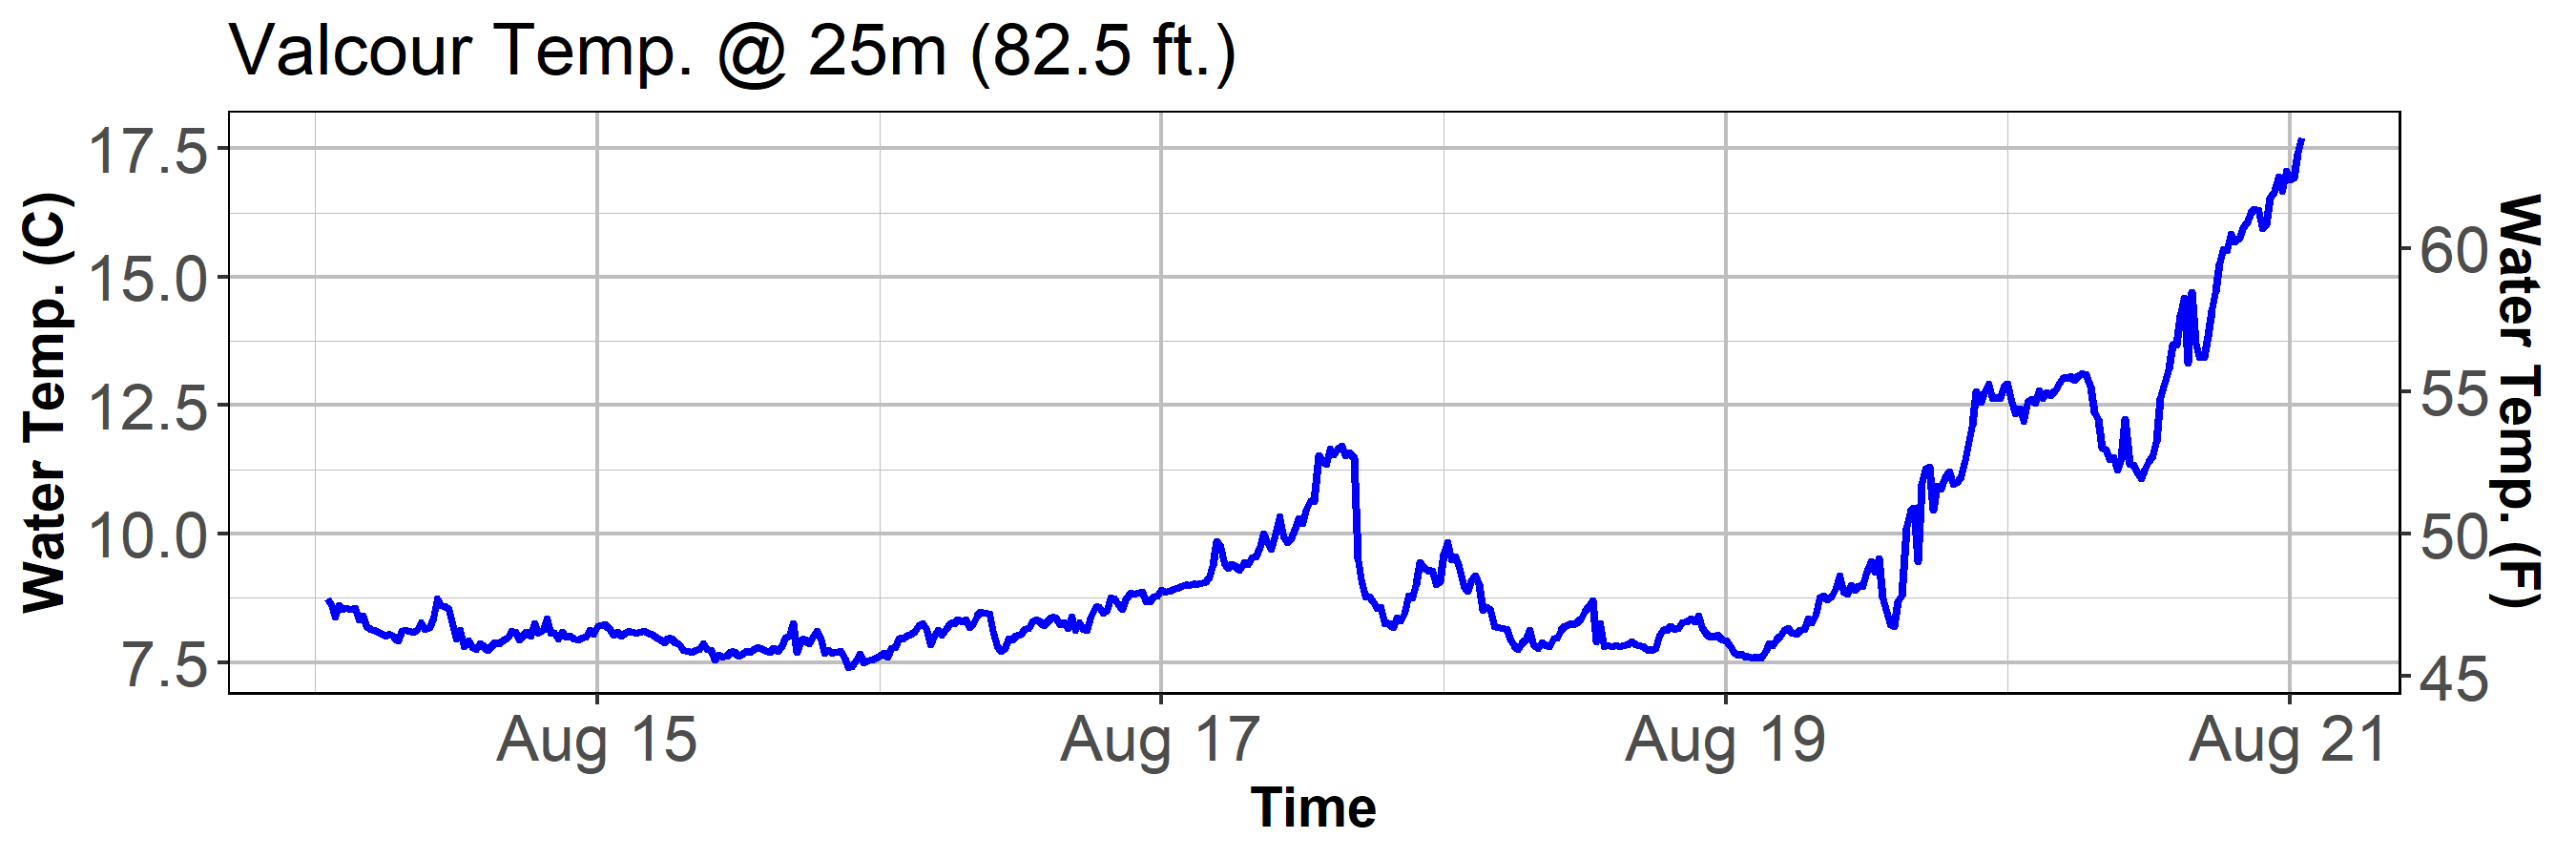 Valcour Temp. @ 25m (82.5 ft.)
Water Temp. (C)
17.5
15.0
12.5
10.0
7.5
60
55
50
45
Water Temp. (F)
Aug 15
Aug 17
Aug 19
Aug 21
Time